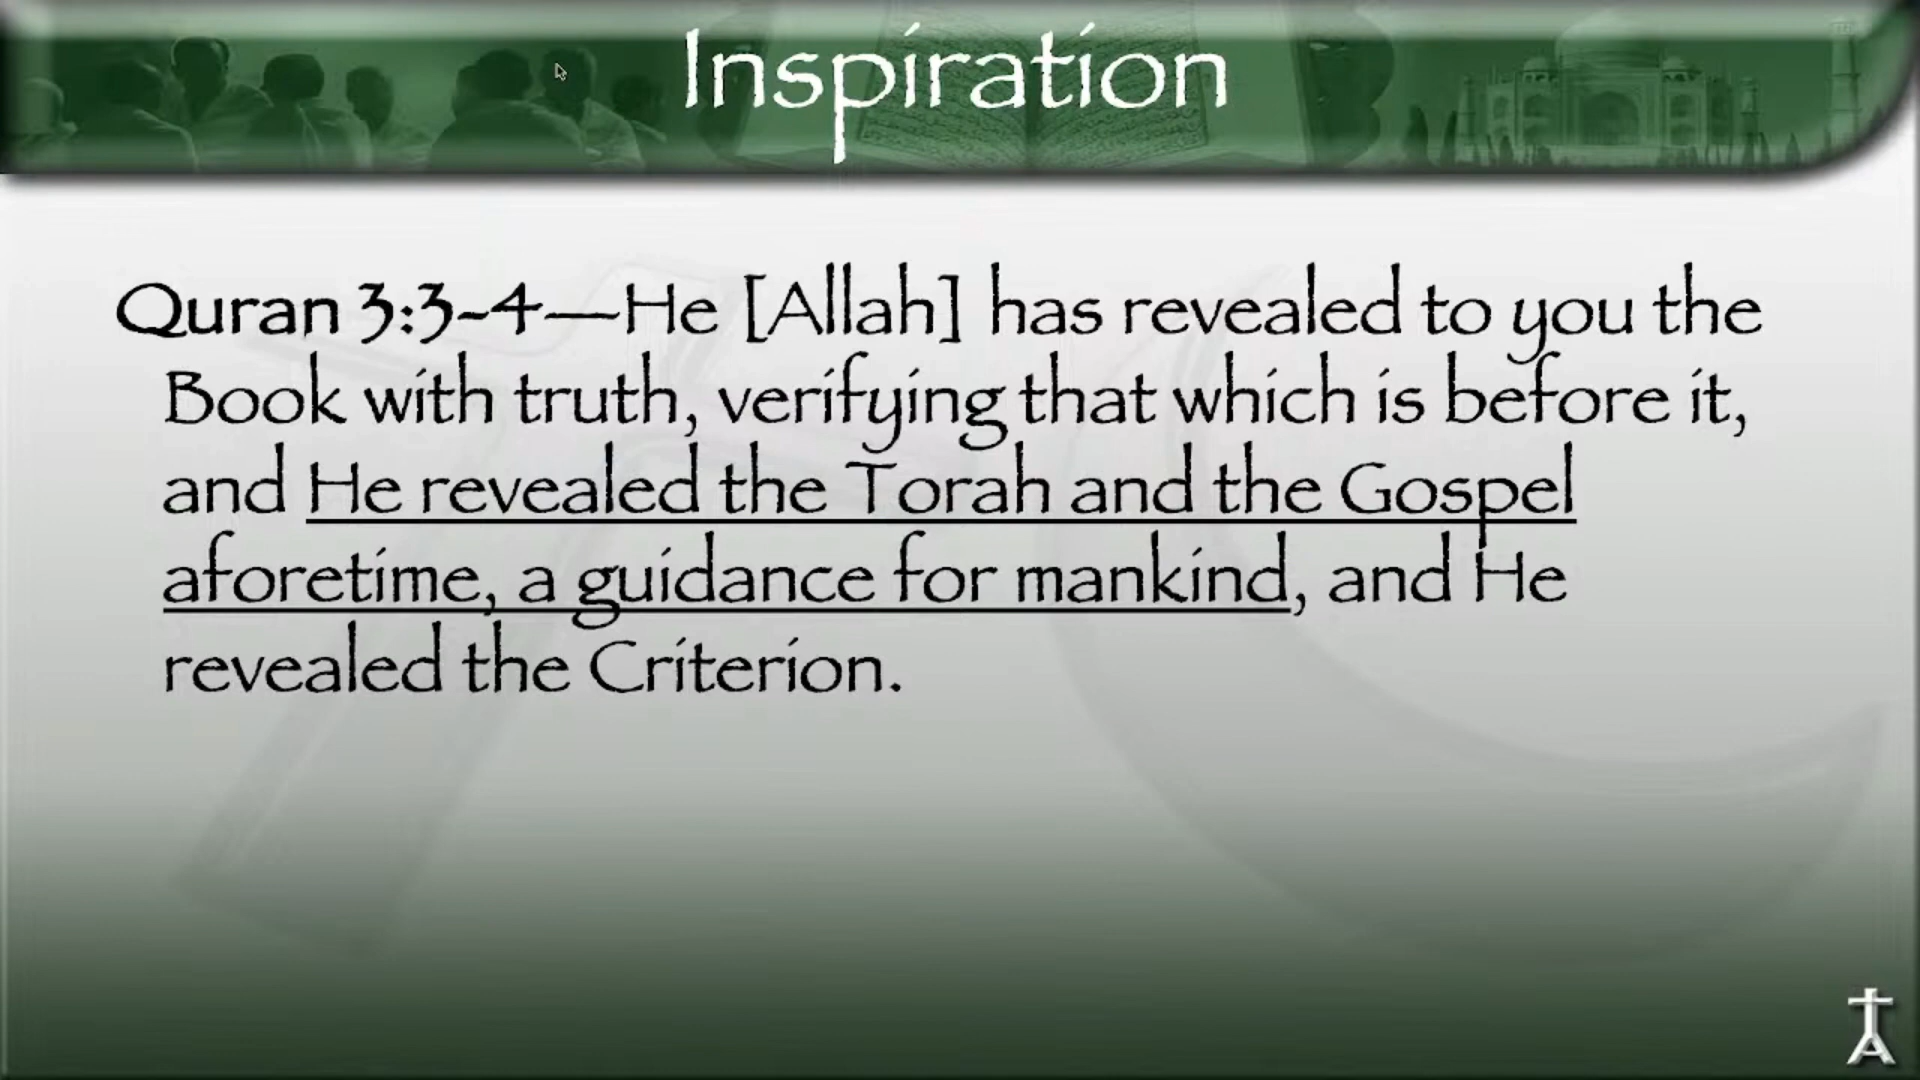 Inspiration
Quran 3:3-4—He [Allah] has revealed to you the
Book with truth, verifying that which is before it,
and He revealed the Torah and the Gospel
aforetime, a guidance for mankind, and He
revealed the Criterion.